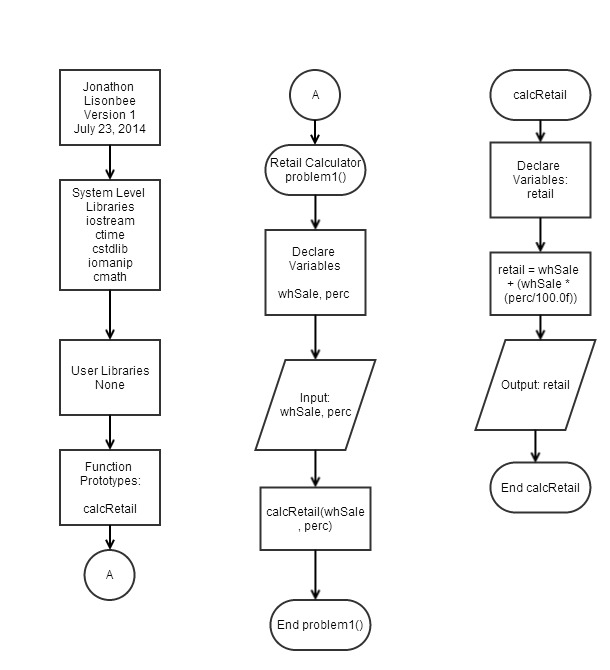 Jonathon
Lisonbee
Version 1
July 23, 2014
System Level
Libraries
iostream
ctime
cstdlib
iomanip
cmath
User Libraries
None
Function
Prototypes:
calcRetail
A
A
Retail Calculator
problem1()
Declare
Variables
whSale, perc
Input:
whSale, perc
calcRetail(whSale
, perc)
End problem1()
calcRetail
Declare
Variables:
retail
retail = whSale
+ (whSale *
(perc/100.0f))
Output: retail
End calcRetail